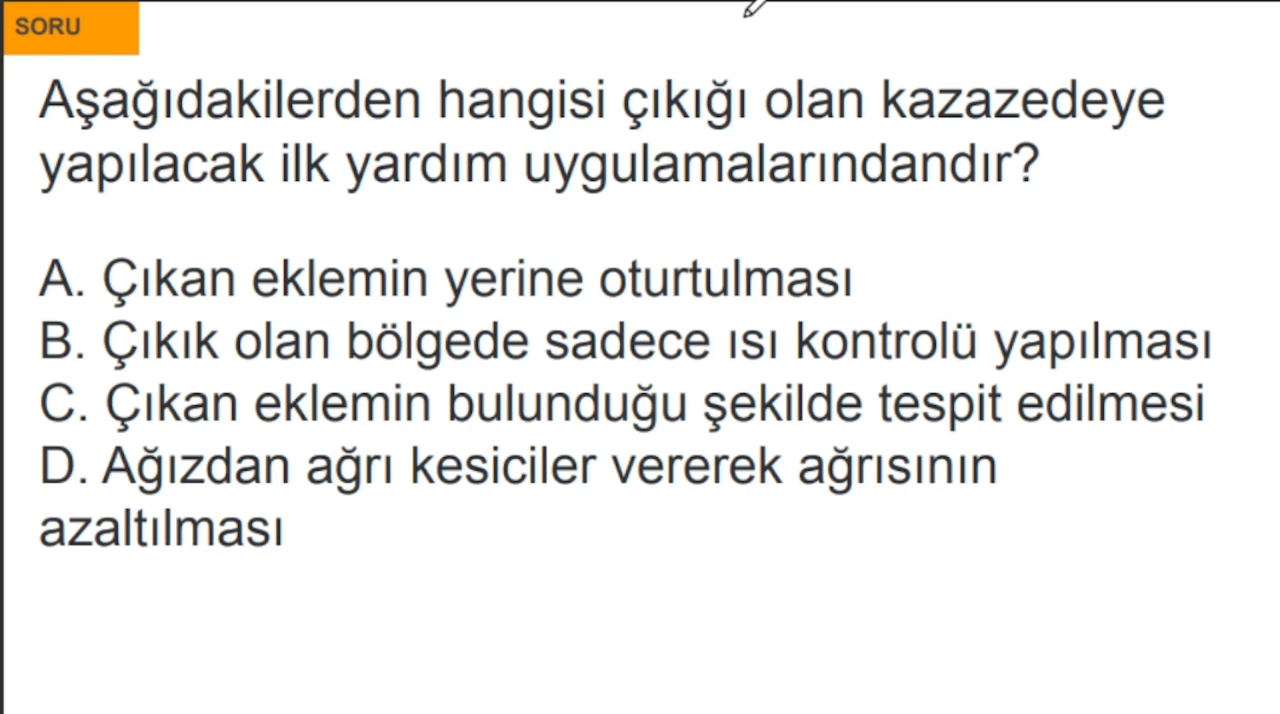 SORU
Aşağıdakilerden hangisi çıkığı olan kazazedeye
yapılacak ilk yardım uygulamalarındandır?
A. Çıkan eklemin yerine oturtulması
B. Çıkık olan bölgede sadece ısı kontrolü yapılması
C. Çıkan eklemin bulunduğu şekilde tespit edilmesi
D. Ağızdan ağrı kesiciler vererek ağrısının
azaltılması